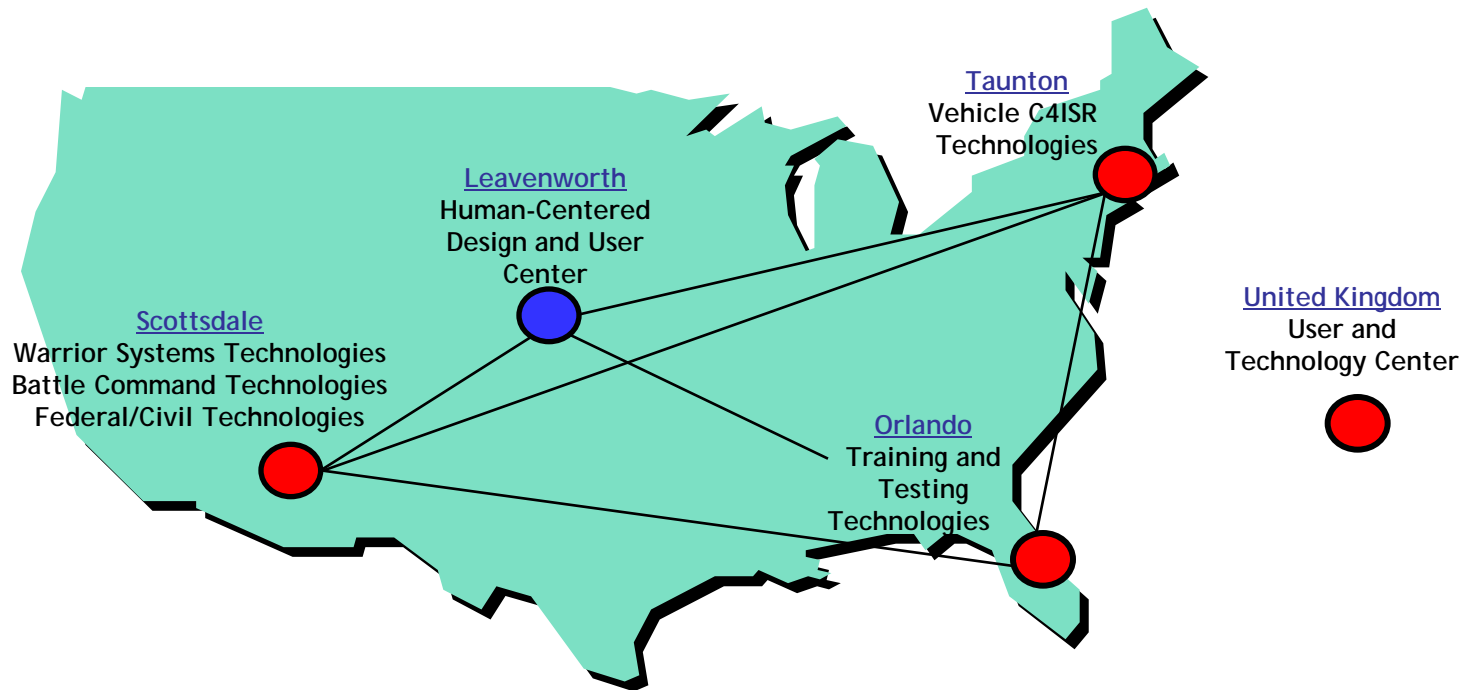 Taunton
Vehicle C4ISR
Technologies
Leavenworth
Human-Centered
Design and User
Center
United Kingdom
User and
Technology Center
Scottsdale
Warrior Systems Technologies
Battle Command Technologies
Federal/Civil Technologies
Orlando
Training and
Testing
Technologies